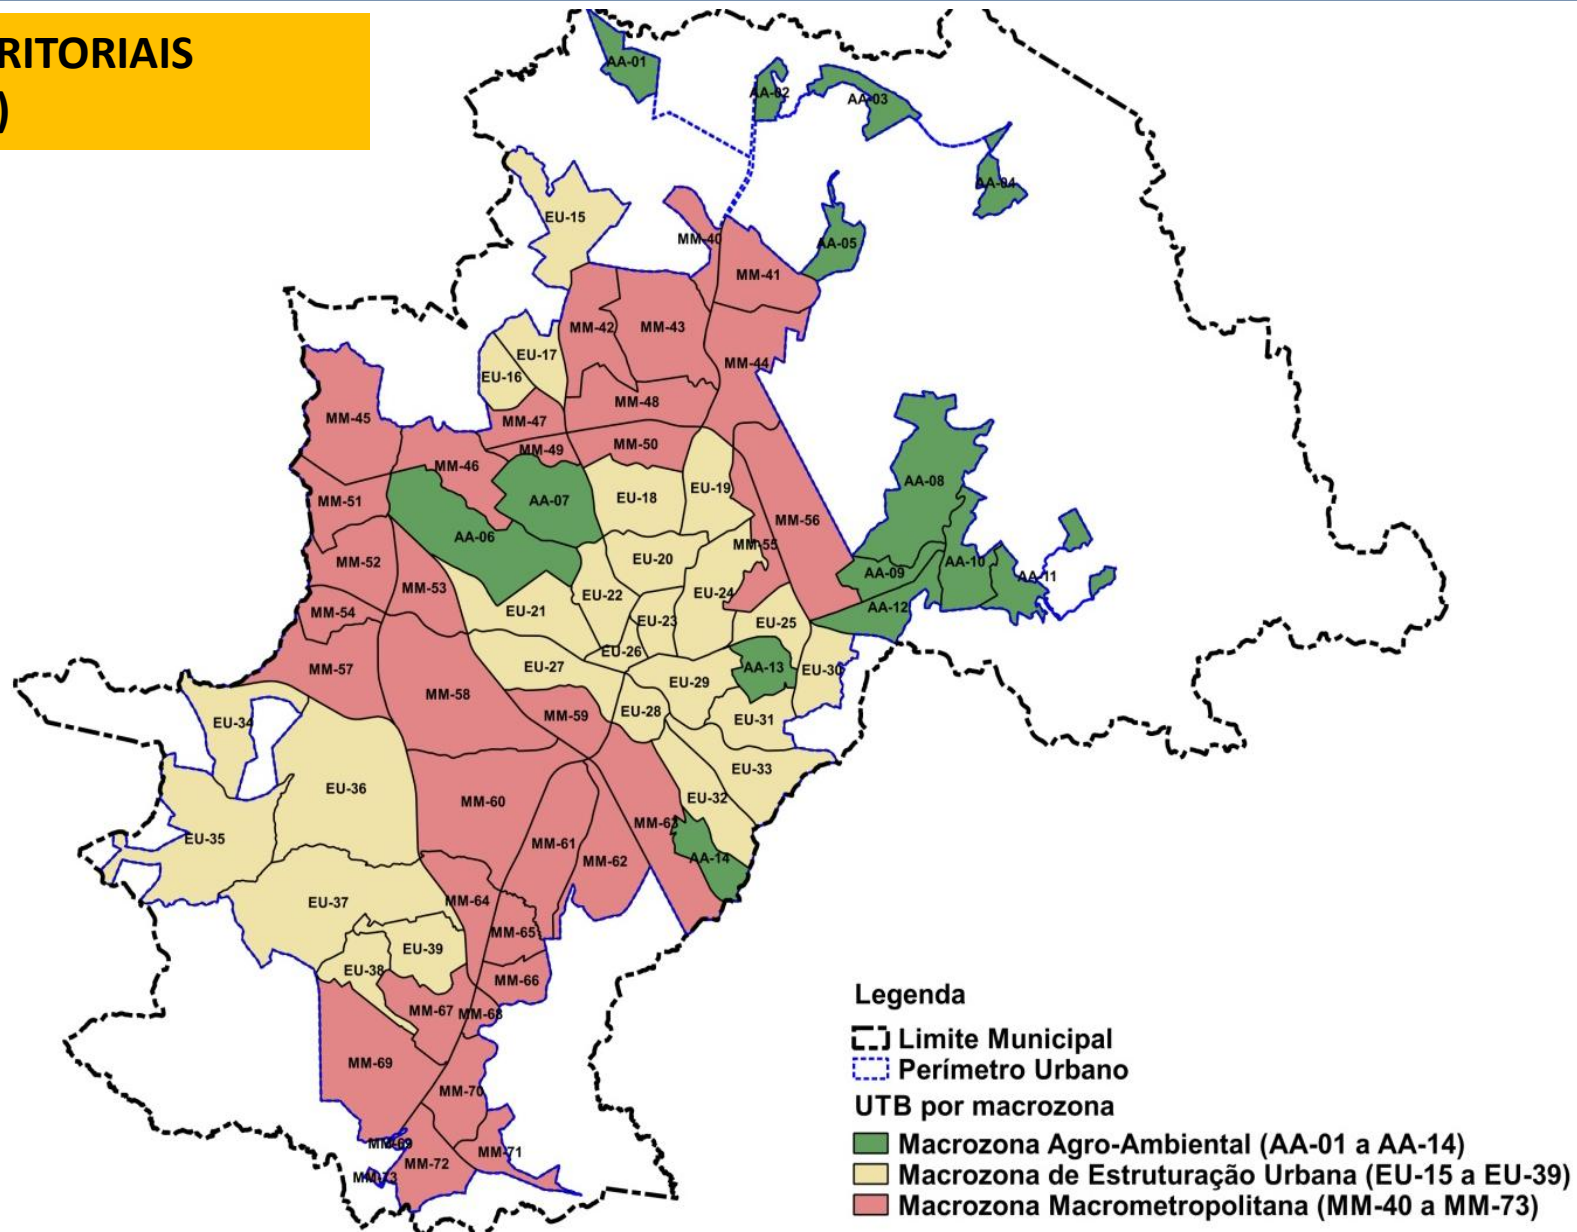 RITORIAIS
)
AA-01
AA-02
AA-03
AA-04
EU-15
MM-40
AA-05
MM-41
MM-42
MM-43
EU-17
MM-44
EU-16
MM-48
MM-45
MM-47
MM-50
MM-49
MM-46
AA-08
EU-19
EU-18
AA-07
MM-51
MM-56
AA-06
MM-55
EU-20
MM-52
AA-10
AA-09
AA-11
MM-53
EU-24
EU-22
AA-12
EU-21
MM-54
EU-23
EU-25
EU-26
EU-27
AA-13
MM-57
EU-30
EU-29
MM-58
EU-28
MM-59
EU-31
EU-34
EU-33
EU-36
EU-32
MM-60
MM-63
EU-35
MM-61
AA-14
MM-62
MM-64
EU-37
MM-65
EU-39
EU-38
MM-66
MM-67
MM-68
MM-69
MM-70
MM-69
MM-71
MM-72
MM-73
Legenda
Limite Municipal
Perímetro Urbano
UTB por macrozona
Macrozona Agro-Ambiental (AA-01 a AA-14)
Macrozona de Estruturação Urbana (EU-15 a EU-39)
Macrozona Macrometropolitana (MM-40 a MM-73)